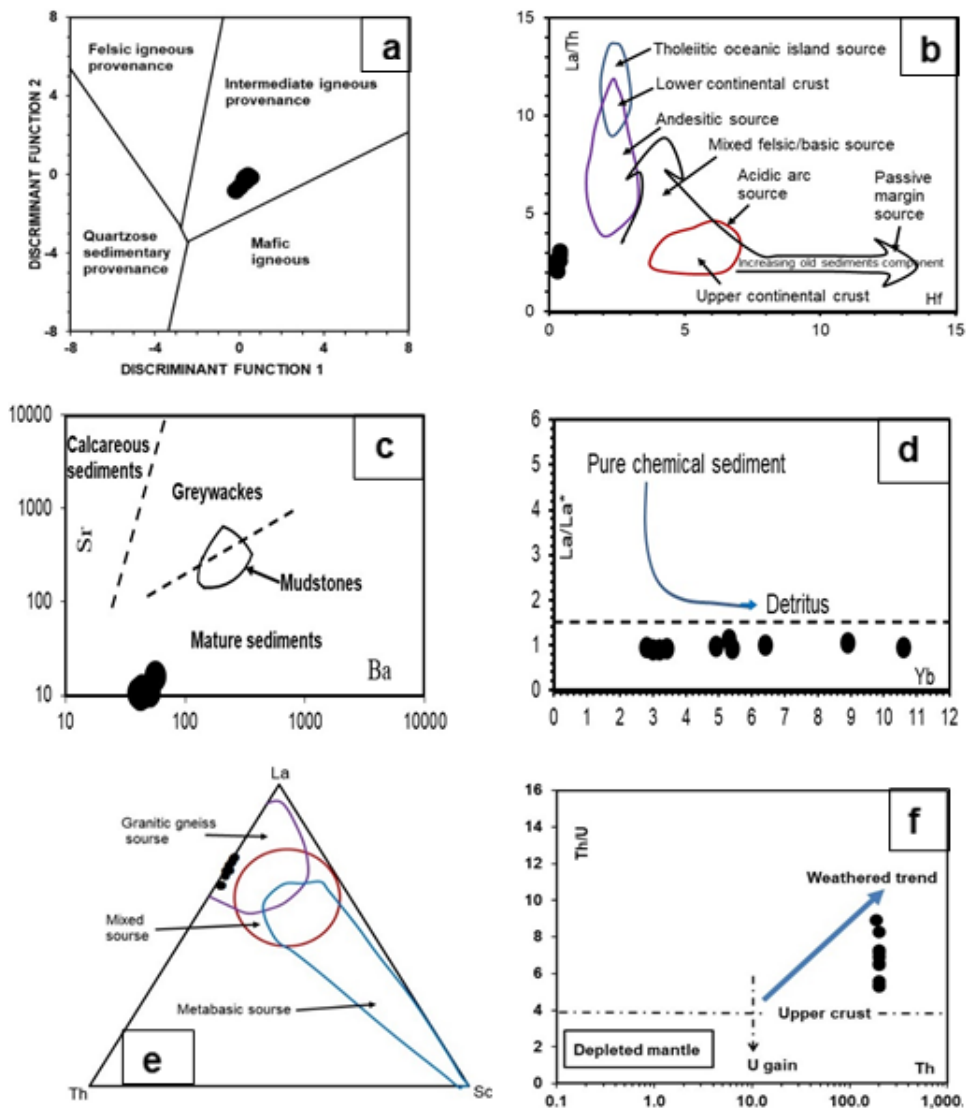 a
8
4
0
-4
-8
-8
-4
0
4
8
DISCRIMINANT FUNCTION 2
DISCRIMINANT FUNCTION 1
Felsic igneous
provenance
Intermediate igneous
provenance
Quartzose
sedimentary
provenance
Mafic
igneous
b
La/Th
15
10
5
0
0
5
10
15
Hf
Tholeiitic oceanic island source
Lower continental crust
Andesitic source
Mixed felsic/basic source
Acidic arc
source
Passive
margin
source
Increasing old sediments component
Upper continental crust
c
10000
1000
100
10
10
100
1000
10000
Sr
Ba
Calcareous
sediments
Greywackes
Mudstones
Mature sediments
d
6
5
4
3
2
1
0
0 1 2 3 4 5 6 7 8 9 10 11 12
La/La*
Yb
Pure chemical sediment
Detritus
La
Granitic gneiss
sourse
Mixed
sourse
Metabasic sourse
e
Th
Sc
f
16
14
12
10
8
6
4
2
0
0.1
1.0
10.0
100.0
1,000.
Th/U
Weathered trend
Upper crust
Depleted mantle
U gain
Th